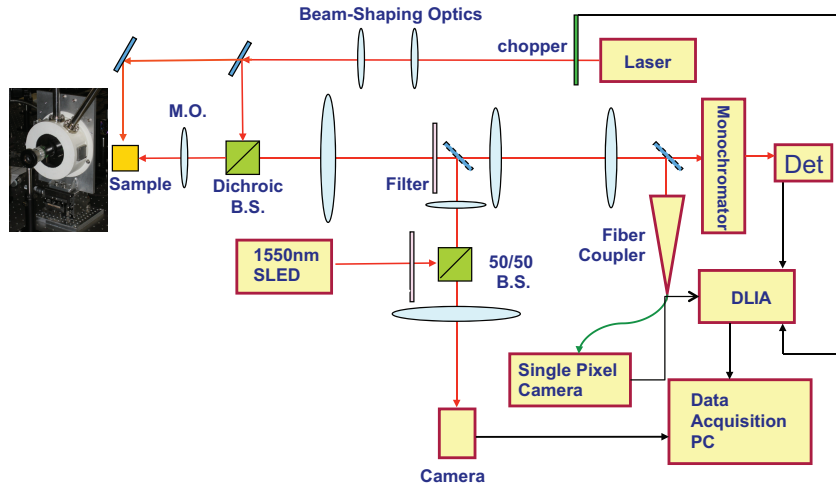 Beam-Shaping Optics
chopper
Laser
M.O.
Sample
Dichroic
B.S.
Filter
Monochromator
Det
1550nm
SLED
50/50
B.S.
Fiber
Coupler
DLIA
Single Pixel
Camera
Data
Acquisition
PC
Camera